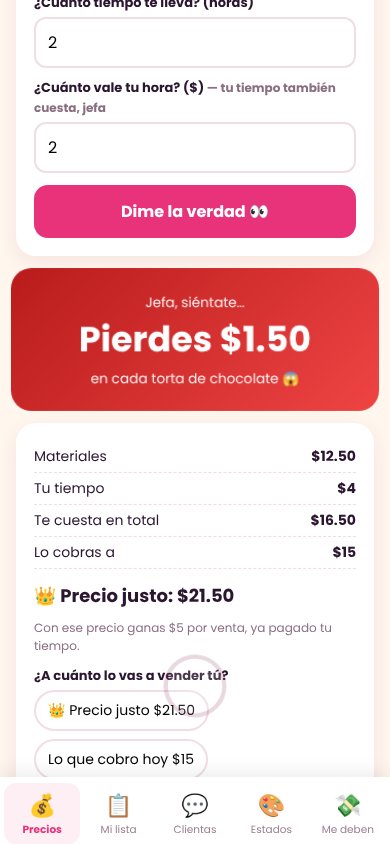 ¿Cuánto tiempo te lleva? (horas)
2
¿Cuánto vale tu hora? ($) — tu tiempo también
cuesta, jefa
2
Dime la verdad 👀
Jefa, siéntate...
Pierdes $1.50
en cada torta de chocolate 😱
Materiales $12.50
Tu tiempo $4
Te cuesta en total $16.50
Lo cobras a $15
👑 Precio justo: $21.50
Con ese precio ganas $5 por venta, ya pagado tu
tiempo.
¿A cuánto lo vas a vender tú?
👑 Precio justo $21.50
Lo que cobro hoy $15
Precios Mi lista Clientas Estados Me deben